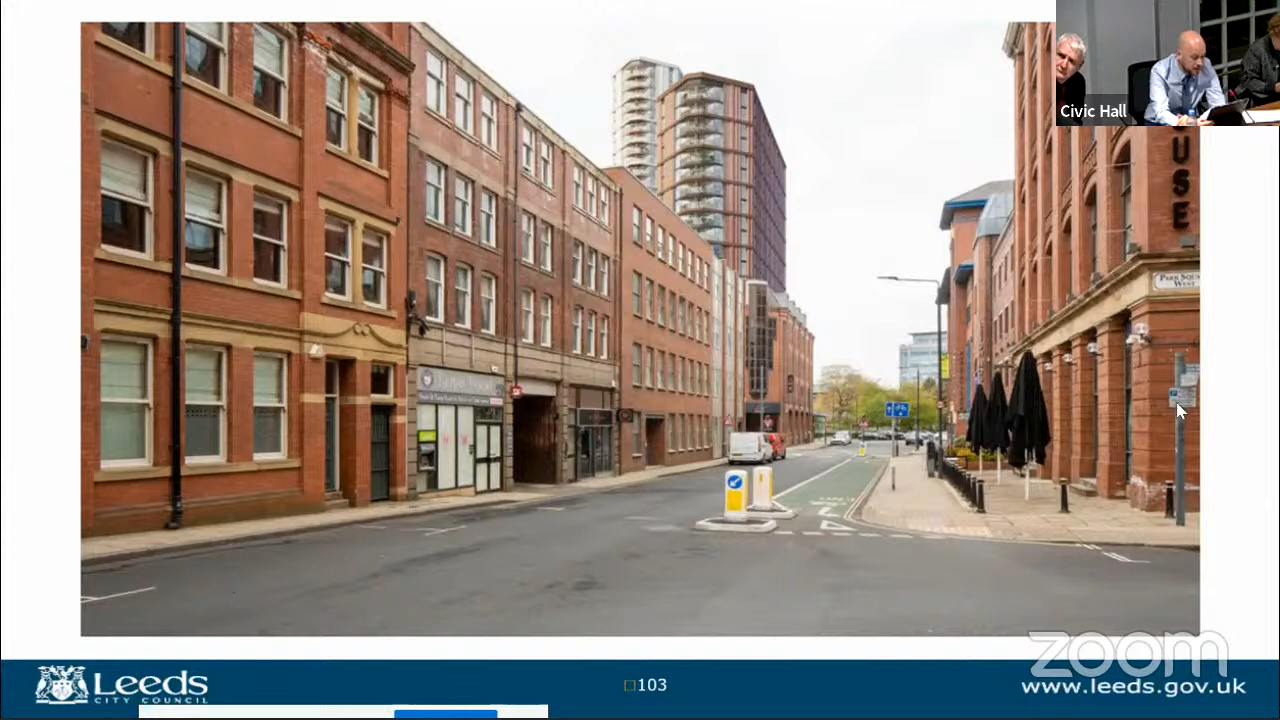 Civic Hall
USE
PARK SQUARE
WEST
zoom
Leeds
CITY COUNCIL
103
www.leeds.gov.uk